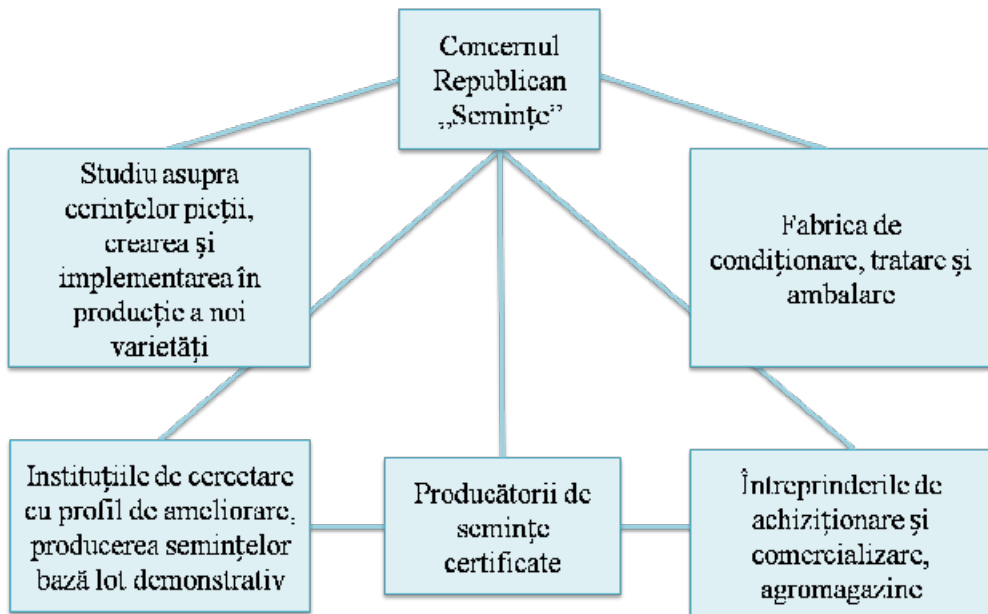 Concernul
Republican
„Semințe”
Studiu asupra
cerințelor pieții,
crearea și
implementarea în
producție a noi
varietăți
Fabrica de
condiționare, tratare și
ambalare
Instituțiile de cercetare
cu profil de ameliorare,
producerea semințelor
bază lot demonstrativ
Producătorii de
semințe
certificate
Întreprinderile de
achiziționare și
comercializare,
agromagazine